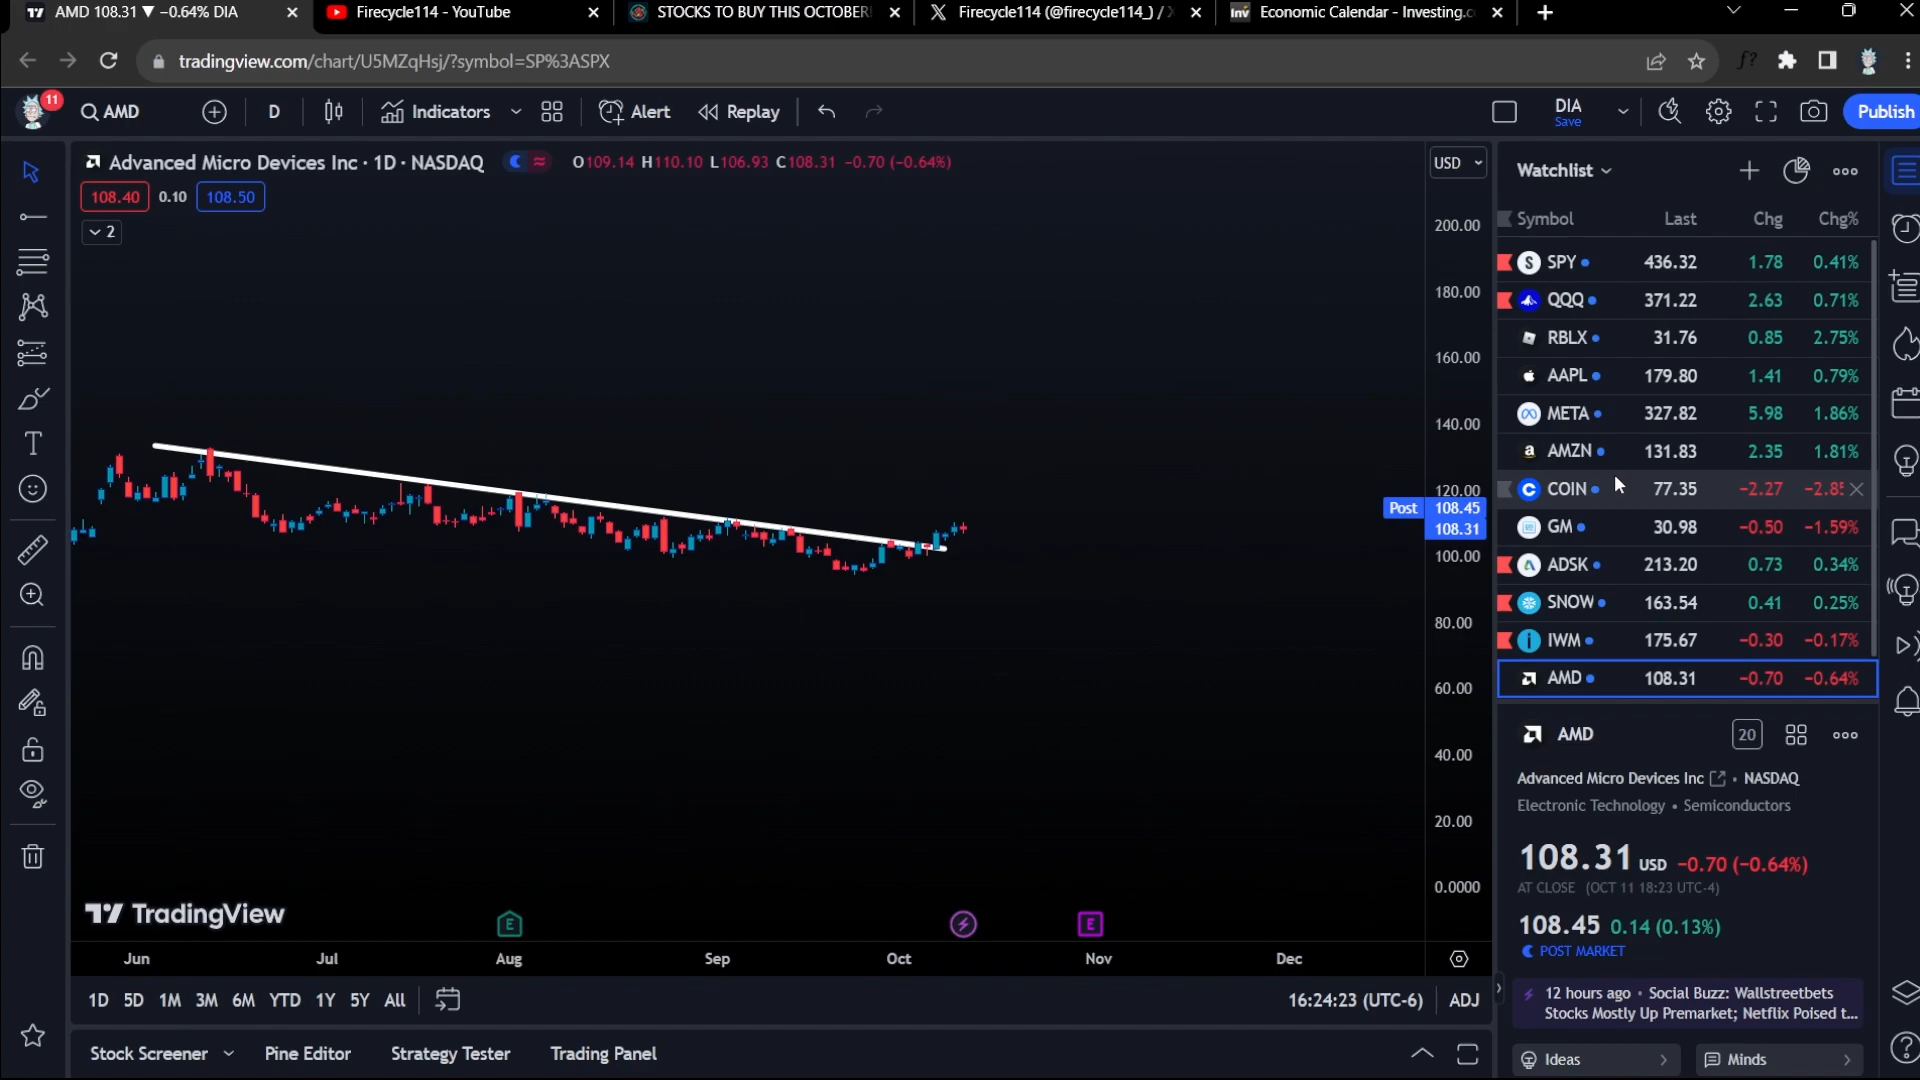 AMD 108.31 ▼ −0.64% DIA
Firecycle114 - YouTube
STOCKS TO BUY THIS OCTOBER
Firecycle114 (@firecycle114_) / X
Economic Calendar - Investing.c
tradingview.com/chart/U5MZqHsj/?symbol=SP%3ASPX
f?
11
AMD
D
Indicators
Alert
Replay
DIA
Save
Publish
Advanced Micro Devices Inc · 1D · NASDAQ
O109.14 H110.10 L106.93 C108.31 −0.70 (−0.64%)
USD
108.40
0.10
108.50
2
200.00
180.00
160.00
140.00
120.00
Post 108.45
108.31
100.00
80.00
60.00
40.00
20.00
0.0000
TradingView
E
E
Jun
Jul
Aug
Sep
Oct
Nov
Dec
1D 5D 1M 3M 6M YTD 1Y 5Y All
16:24:23 (UTC-6)
ADJ
Stock Screener
Pine Editor
Strategy Tester
Trading Panel
Watchlist
Symbol Last Chg Chg%
SPY 436.32 1.78 0.41%
QQQ 371.22 2.63 0.71%
RBLX 31.76 0.85 2.75%
AAPL 179.80 1.41 0.79%
META 327.82 5.98 1.86%
AMZN 131.83 2.35 1.81%
COIN 77.35 −2.27 −2.85
GM 30.98 −0.50 −1.59%
ADSK 213.20 0.73 0.34%
SNOW 163.54 0.41 0.25%
IWM 175.67 −0.30 −0.17%
AMD 108.31 −0.70 −0.64%
AMD
20
Advanced Micro Devices Inc • NASDAQ
Electronic Technology • Semiconductors
108.31 USD −0.70 (−0.64%)
AT CLOSE (OCT 11 18:23 UTC-4)
108.45 0.14 (0.13%)
POST MARKET
12 hours ago • Social Buzz: Wallstreetbets
Stocks Mostly Up Premarket; Netflix Poised t...
Ideas
Minds